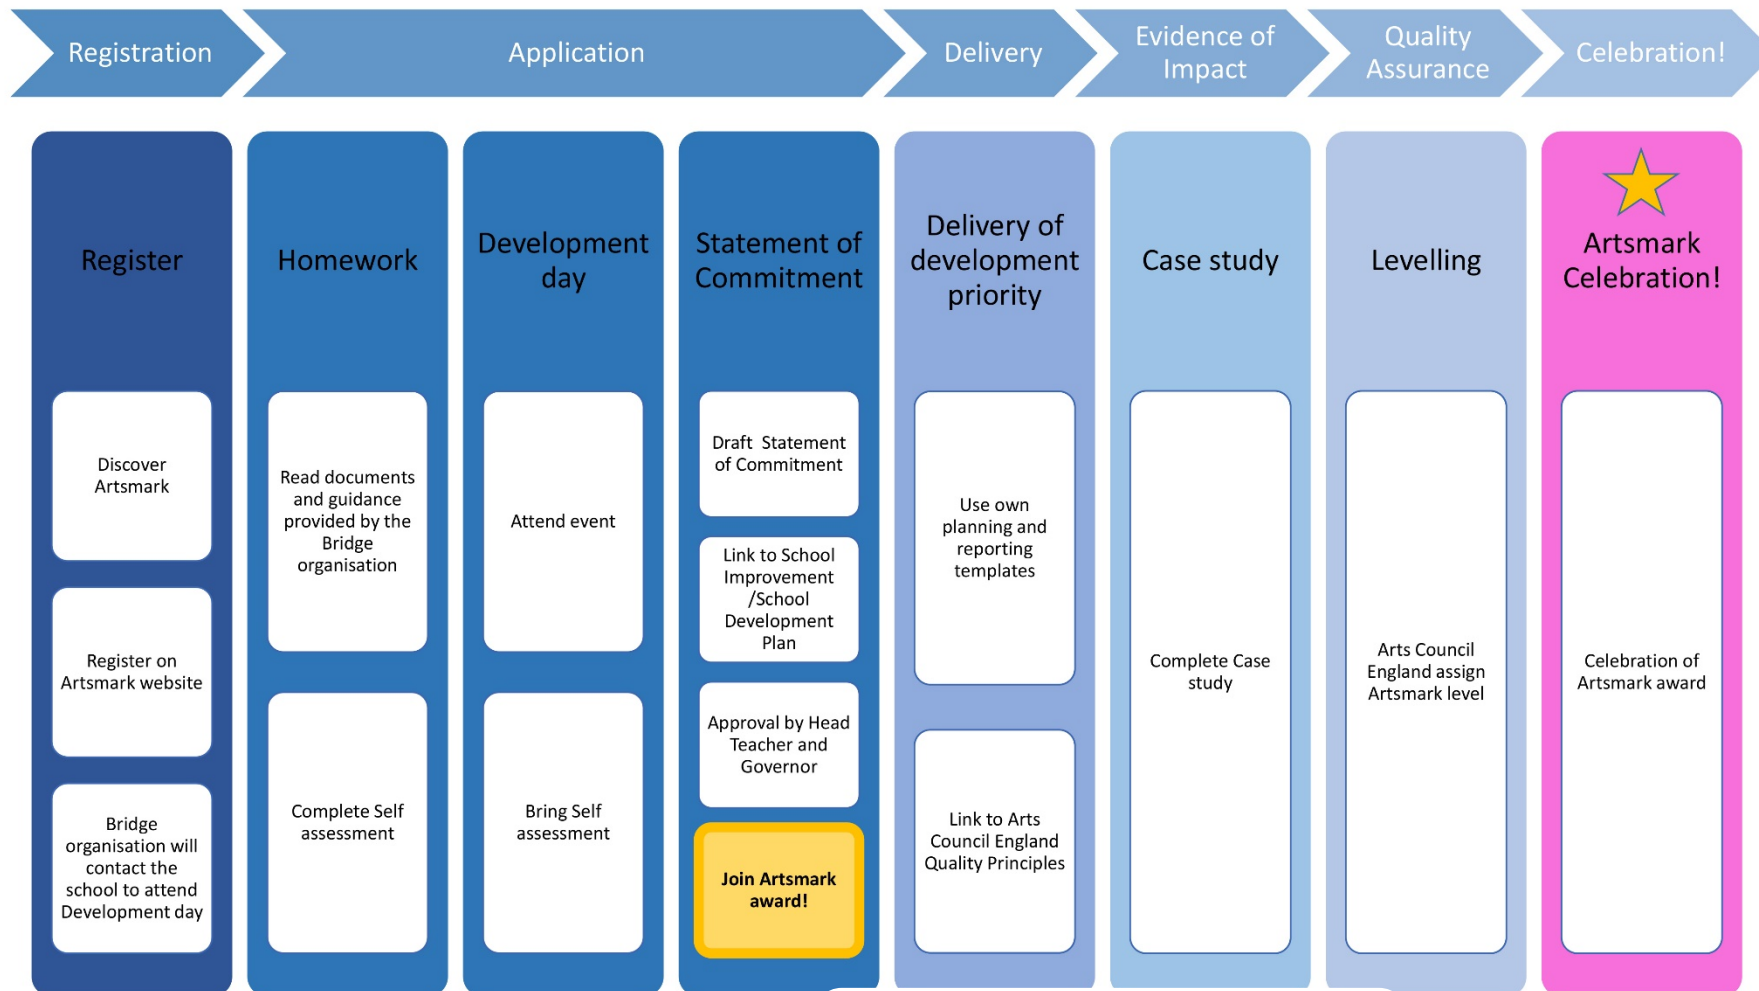 Registration
Application
Delivery
Evidence of
Impact
Quality
Assurance
Celebration!
Register
Discover
Artsmark
Register on
Artsmark website
Bridge
organisation will
contact the
school to attend
Development day
Homework
Read documents
and guidance
provided by the
Bridge
organisation
Complete Self
assessment
Development
day
Attend event
Bring Self
assessment
Statement of
Commitment
Draft  Statement
of Commitment
Link to School
Improvement
/School
Development
Plan
Approval by Head
Teacher and
Governor
Join Artsmark
award!
Delivery of
development
priority
Use own
planning and
reporting
templates
Link to Arts
Council England
Quality Principles
Case study
Complete Case
study
Levelling
Arts Council
England assign
Artsmark level
Artsmark
Celebration!
Celebration of
Artsmark award